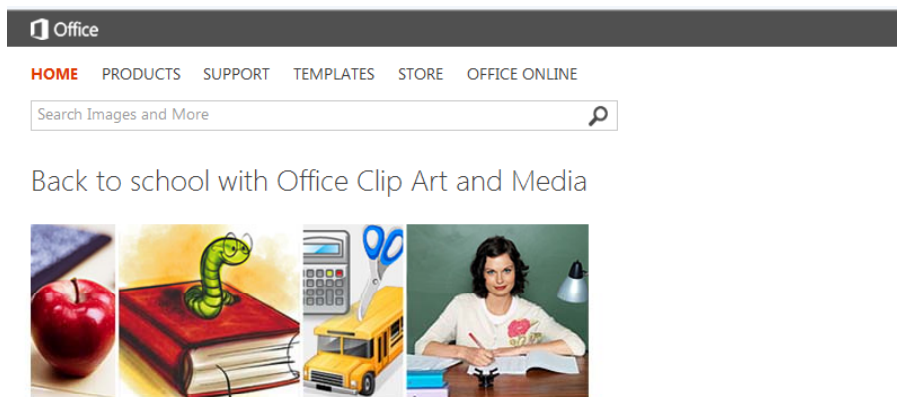 Office
HOME PRODUCTS SUPPORT TEMPLATES STORE OFFICE ONLINE
Search Images and More
Back to school with Office Clip Art and Media